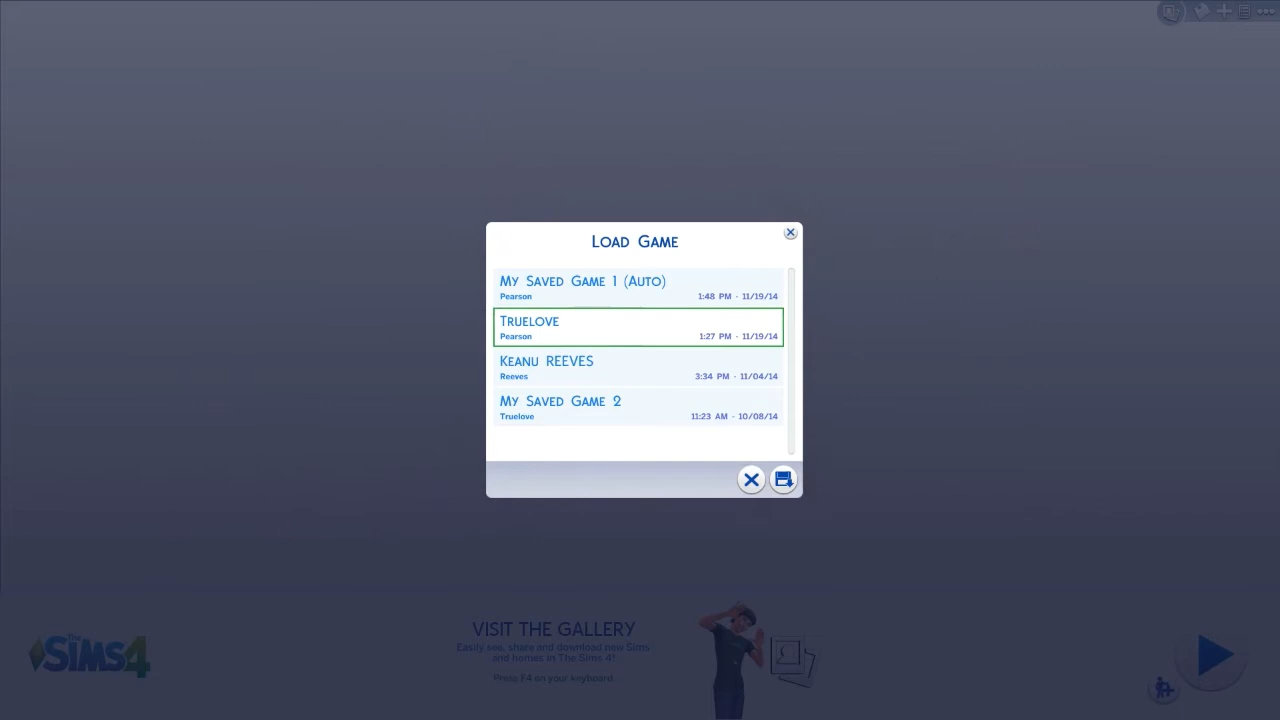 Load Game
My Saved Game 1 (Auto)
Pearson 1:48 PM - 11/19/14
Truelove
Pearson 1:27 PM - 11/19/14
Keanu REEVES
Reeves 3:34 PM - 11/04/14
My Saved Game 2
Truelove 11:23 AM - 10/08/14
VISIT THE GALLERY
Easily see, share and download new Sims
and homes in The Sims 4!
Press F4 on your keyboard.
The SiMS 4